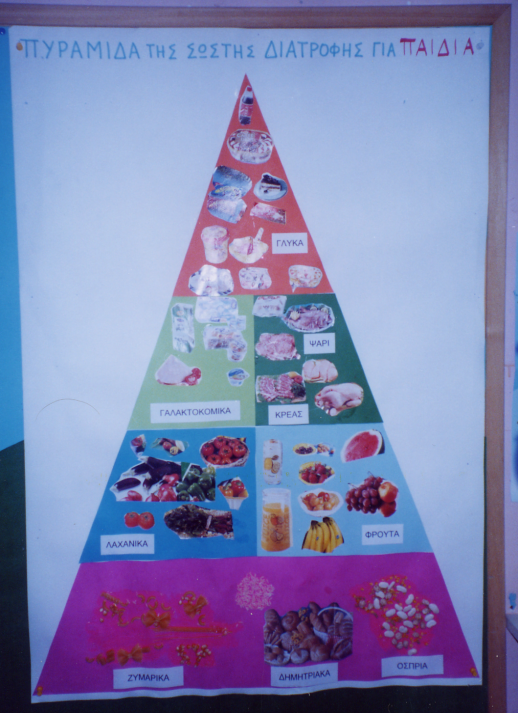 ΠΥΡΑΜΙΔΑ ΤΗΣ ΣΩΣΤΗΣ ΔΙΑΤΡΟΦΗΣ ΓΙΑ ΠΑΙΔΙΑ
ΓΛΥΚΑ
ΨΑΡΙ
ΓΑΛΑΚΤΟΚΟΜΙΚΑ
ΚΡΕΑΣ
ΛΑΧΑΝΙΚΑ
ΦΡΟΥΤΑ
ΖΥΜΑΡΙΚΑ
ΔΗΜΗΤΡΙΑΚΑ
ΟΣΠΡΙΑ